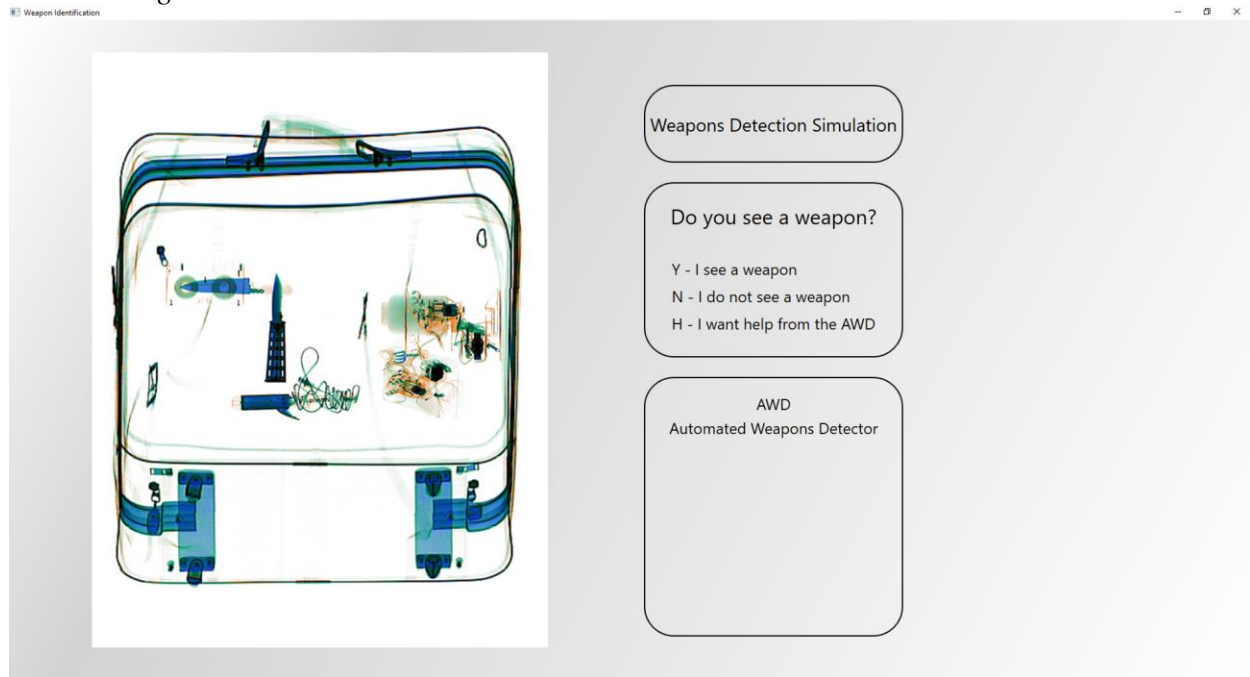 Weapon Identification
Weapons Detection Simulation
Do you see a weapon?
Y - I see a weapon
N - I do not see a weapon
H - I want help from the AWD
AWD
Automated Weapons Detector